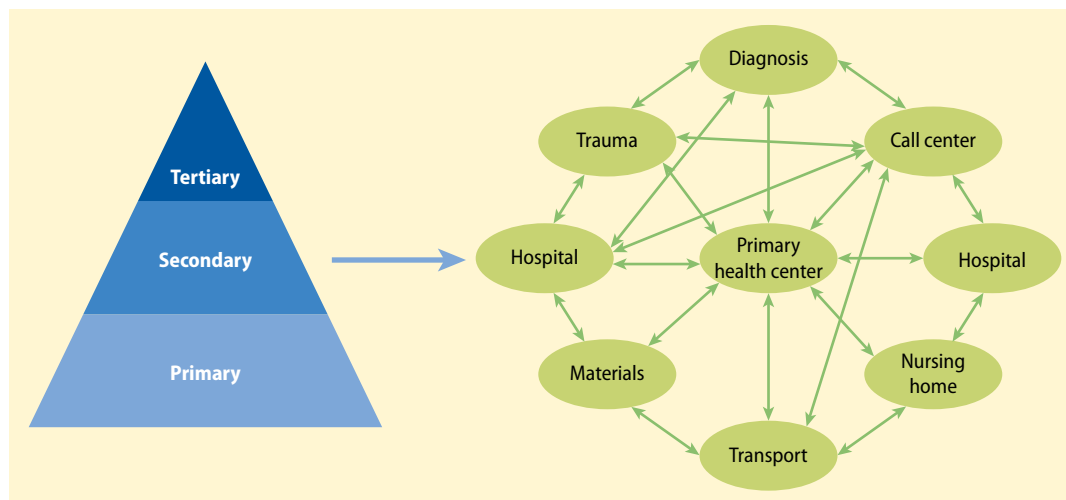 Tertiary
Secondary
Primary
Diagnosis
Trauma
Call center
Hospital
Primary
health center
Hospital
Materials
Nursing
home
Transport